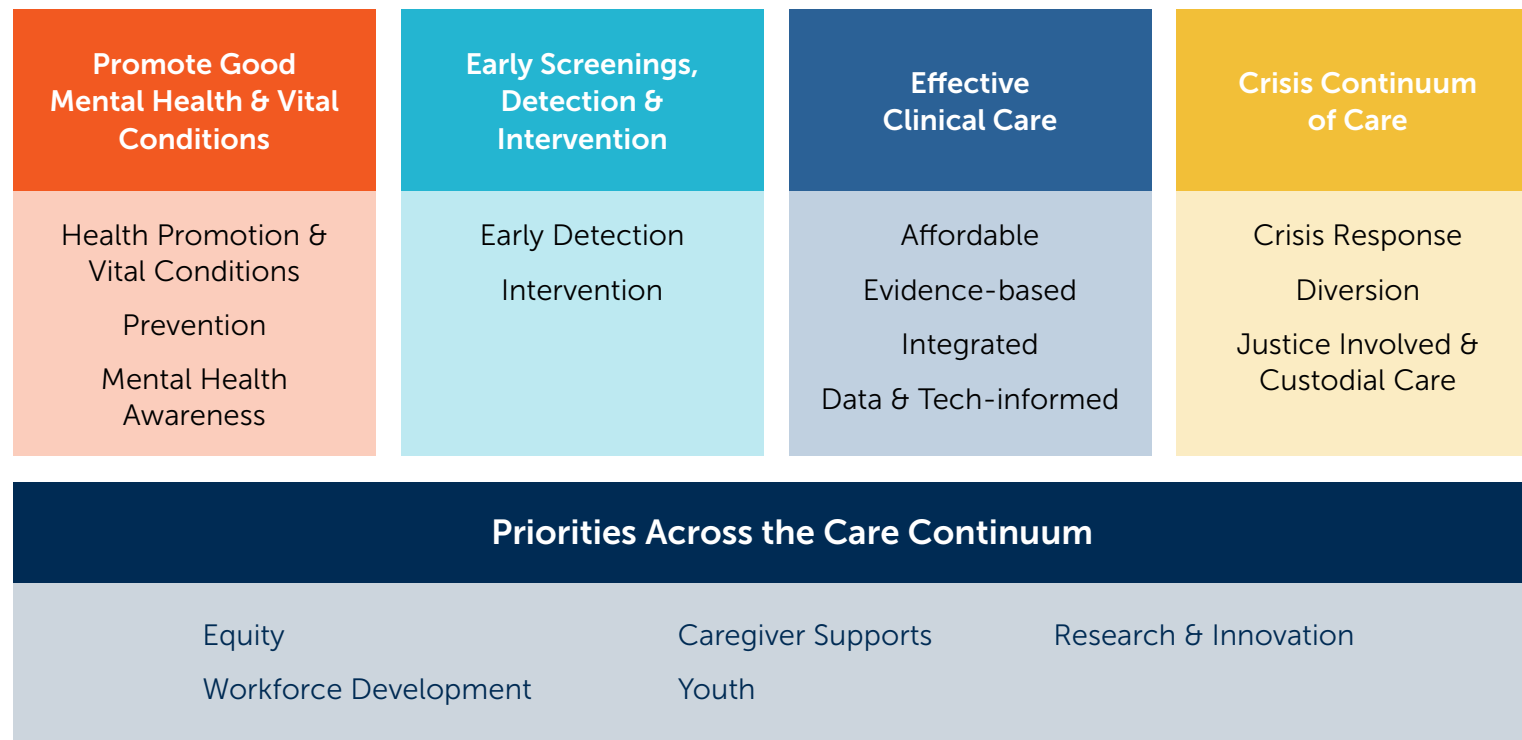 Promote Good
Mental Health & Vital
Conditions
Health Promotion &
Vital Conditions
Prevention
Mental Health
Awareness
Early Screenings,
Detection &
Intervention
Early Detection
Intervention
Effective
Clinical Care
Affordable
Evidence-based
Integrated
Data & Tech-informed
Crisis Continuum
of Care
Crisis Response
Diversion
Justice Involved &
Custodial Care
Priorities Across the Care Continuum
Equity
Workforce Development
Caregiver Supports
Youth
Research & Innovation